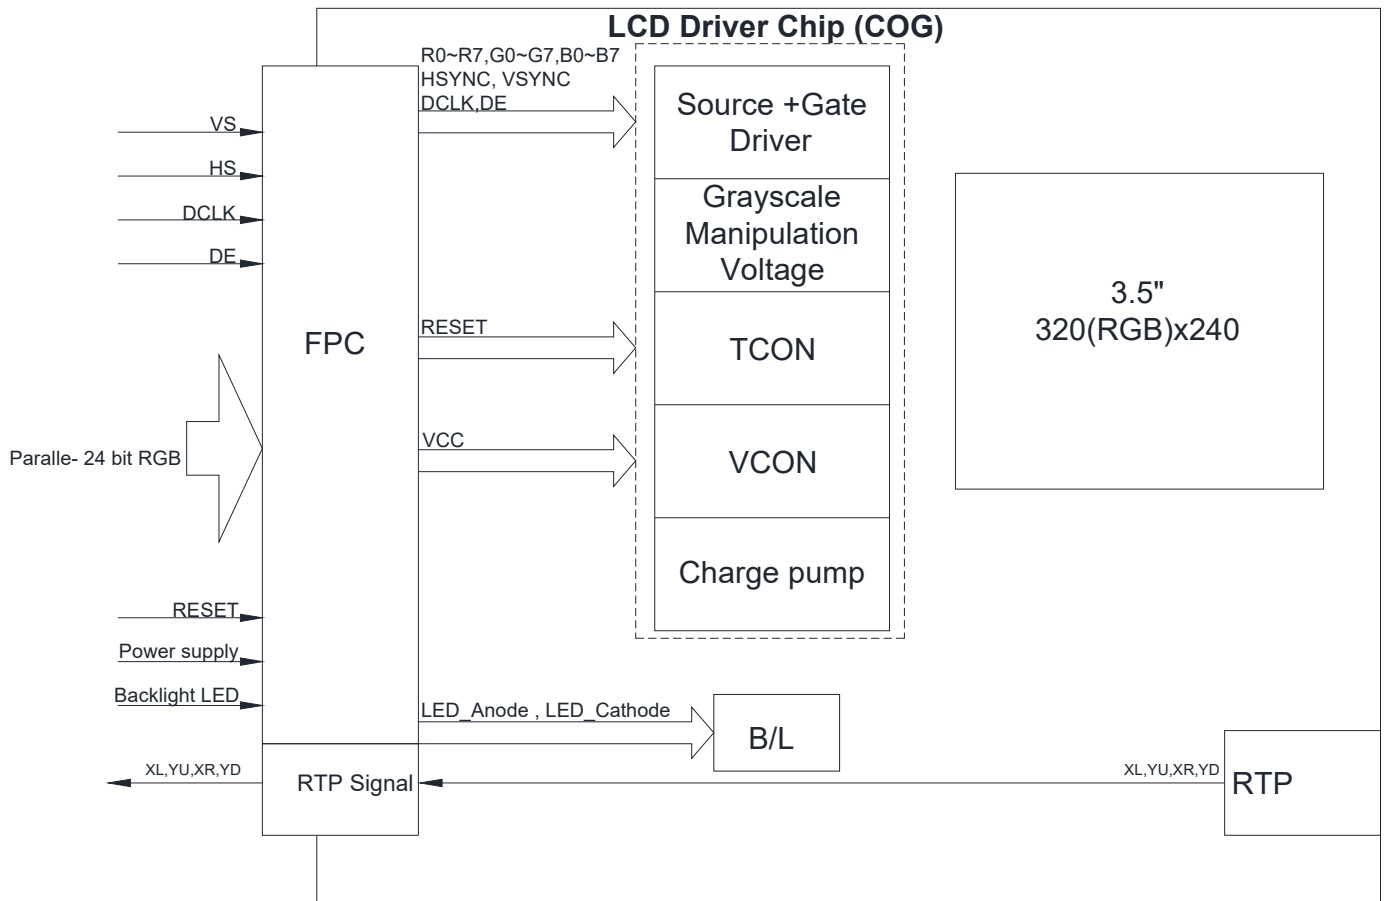 LCD Driver Chip (COG)
R0~R7,G0~G7,B0~B7
HSYNC, VSYNC
DCLK,DE
VS
HS
DCLK
DE
Paralle- 24 bit RGB
RESET
Power supply
Backlight LED
XL,YU,XR,YD
FPC
RTP Signal
RESET
VCC
LED_Anode , LED_Cathode
Source +Gate
Driver
Grayscale
Manipulation
Voltage
TCON
VCON
Charge pump
B/L
3.5"
320(RGB)x240
XL,YU,XR,YD
RTP